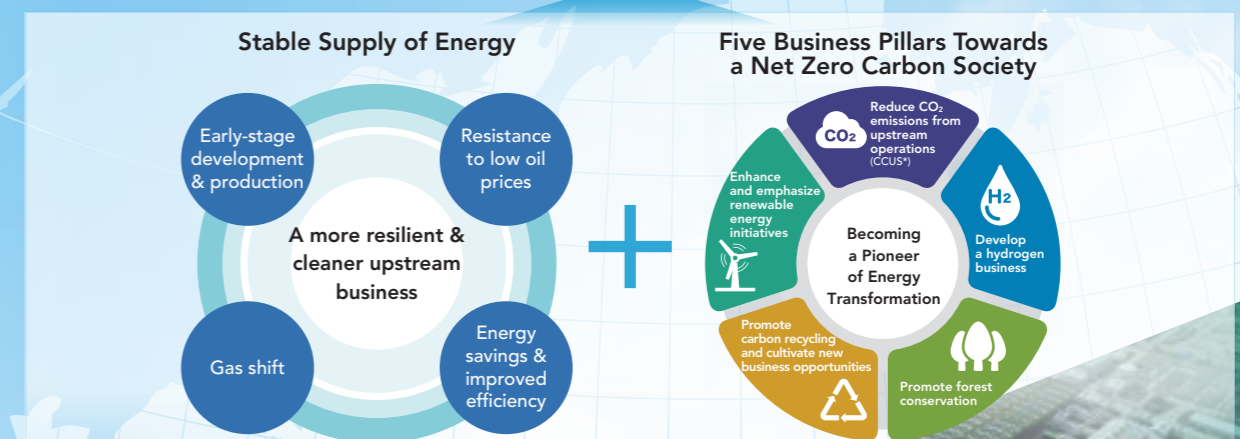 Stable Supply of Energy
Early-stage
development
& production
Resistance
to low oil
prices
A more resilient &
cleaner upstream
business
Gas shift
Energy
savings &
improved
efficiency
Five Business Pillars Towards
a Net Zero Carbon Society
CO₂
Reduce CO₂
emissions from
upstream
operations
(CCUS*)
H₂
Develop
a hydrogen
business
Promote forest
conservation
Promote
carbon recycling
and cultivate new
business opportunities
Enhance
and emphasize
renewable
energy
initiatives
Becoming
a Pioneer
of Energy
Transformation